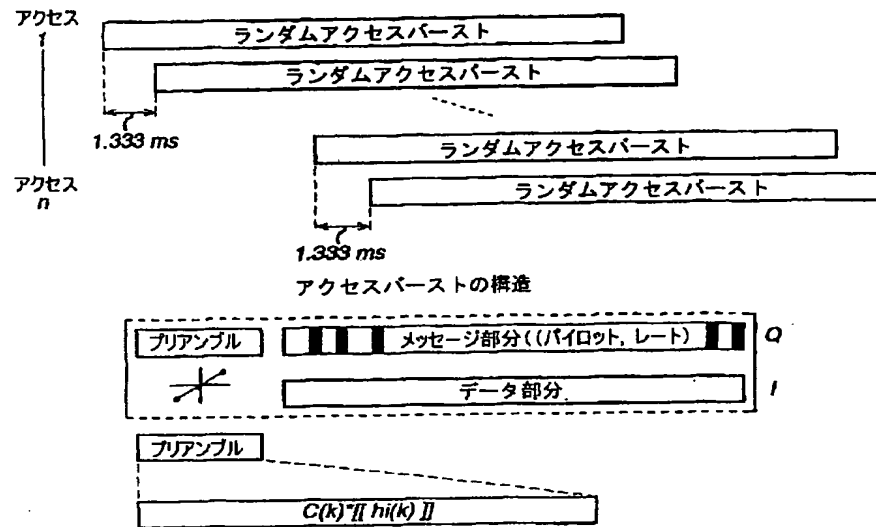 アクセス
1
ランダムアクセスバースト
ランダムアクセスバースト
1.333 ms
ランダムアクセスバースト
アクセス
n
ランダムアクセスバースト
1.333 ms
アクセスバーストの構造
プリアンブル
メッセージ部分((パイロット, レート)
Q
データ部分
I
プリアンブル
C(k)*[[ hi(k) ]]